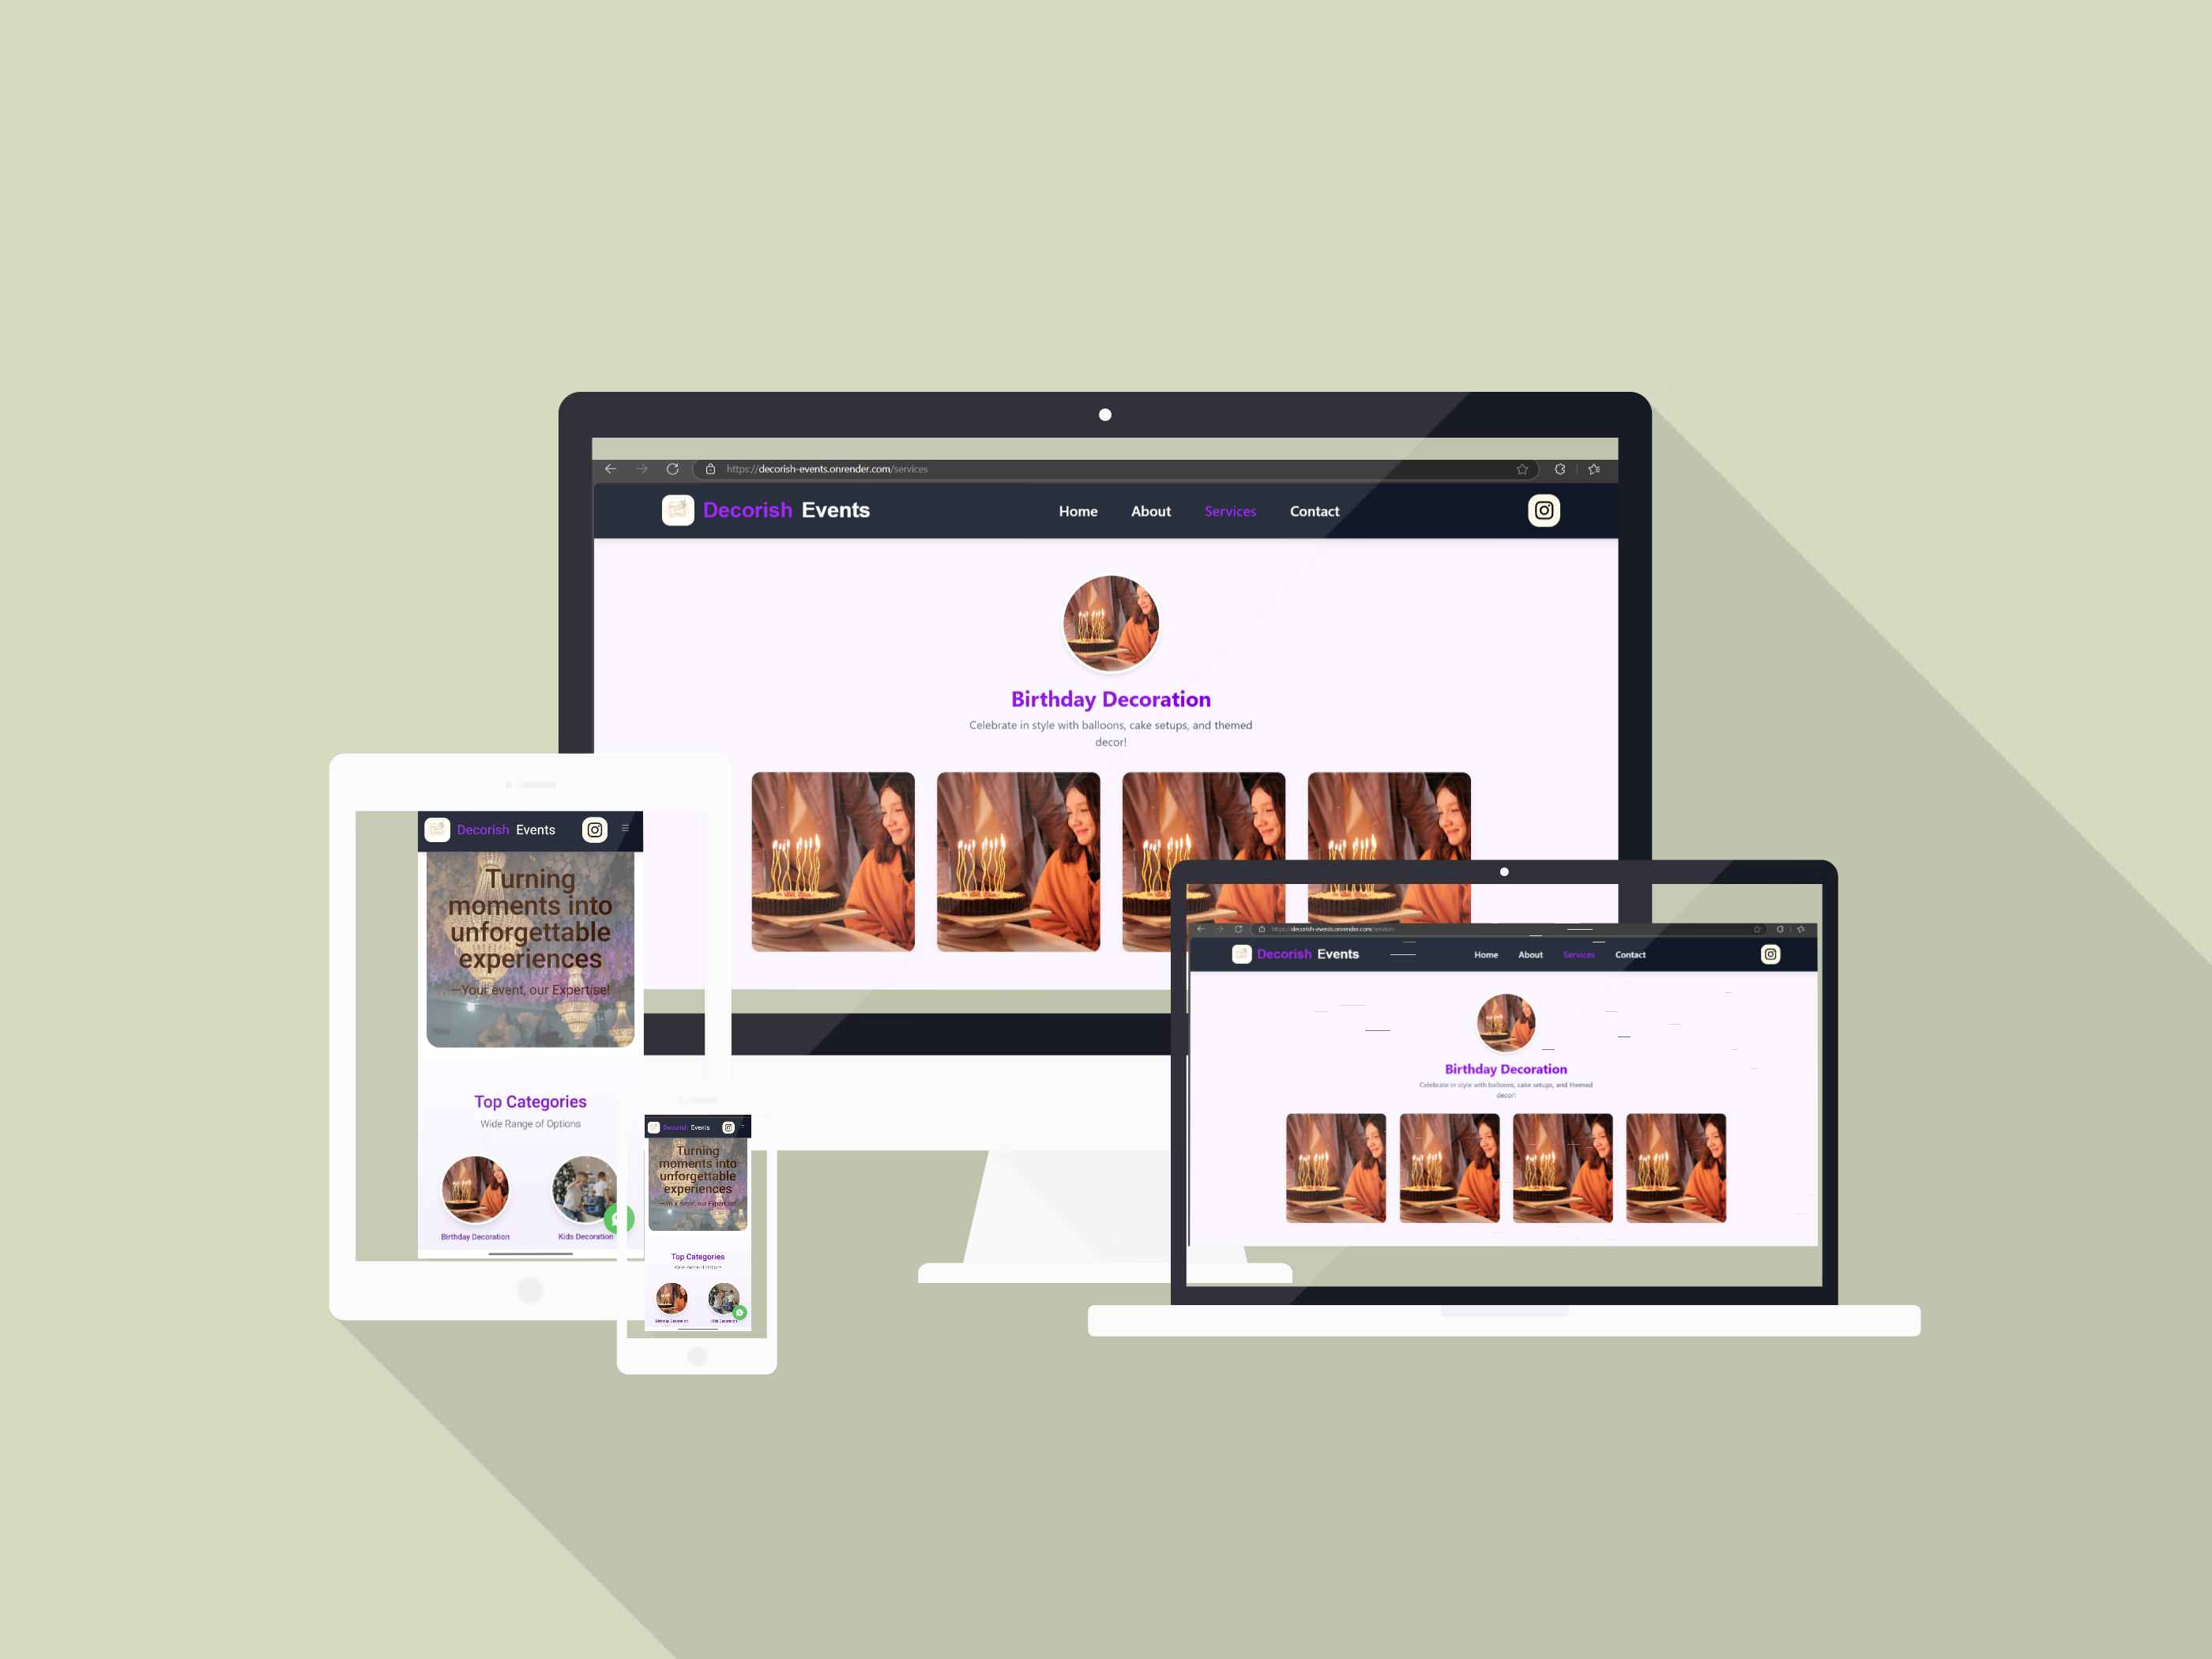 https://decorish-events.onrender.com/services
Decorish Events
Home About Services Contact
Birthday Decoration
Celebrate in style with balloons, cake setups, and themed
decor!
Decorish Events
Turning
moments into
unforgettable
experiences
—Your event, our Expertise!
Top Categories
Wide Range of Options
Birthday Decoration Kids Decoration
Decorish Events
Turning
moments into
unforgettable
experiences
—Your event, our Expertise!
Top Categories
Wide Range of Options
Birthday Decoration Kids Decoration
https://decorish-events.onrender.com/services
Decorish Events
Home About Services Contact
Birthday Decoration
Celebrate in style with balloons, cake setups, and themed
decor!